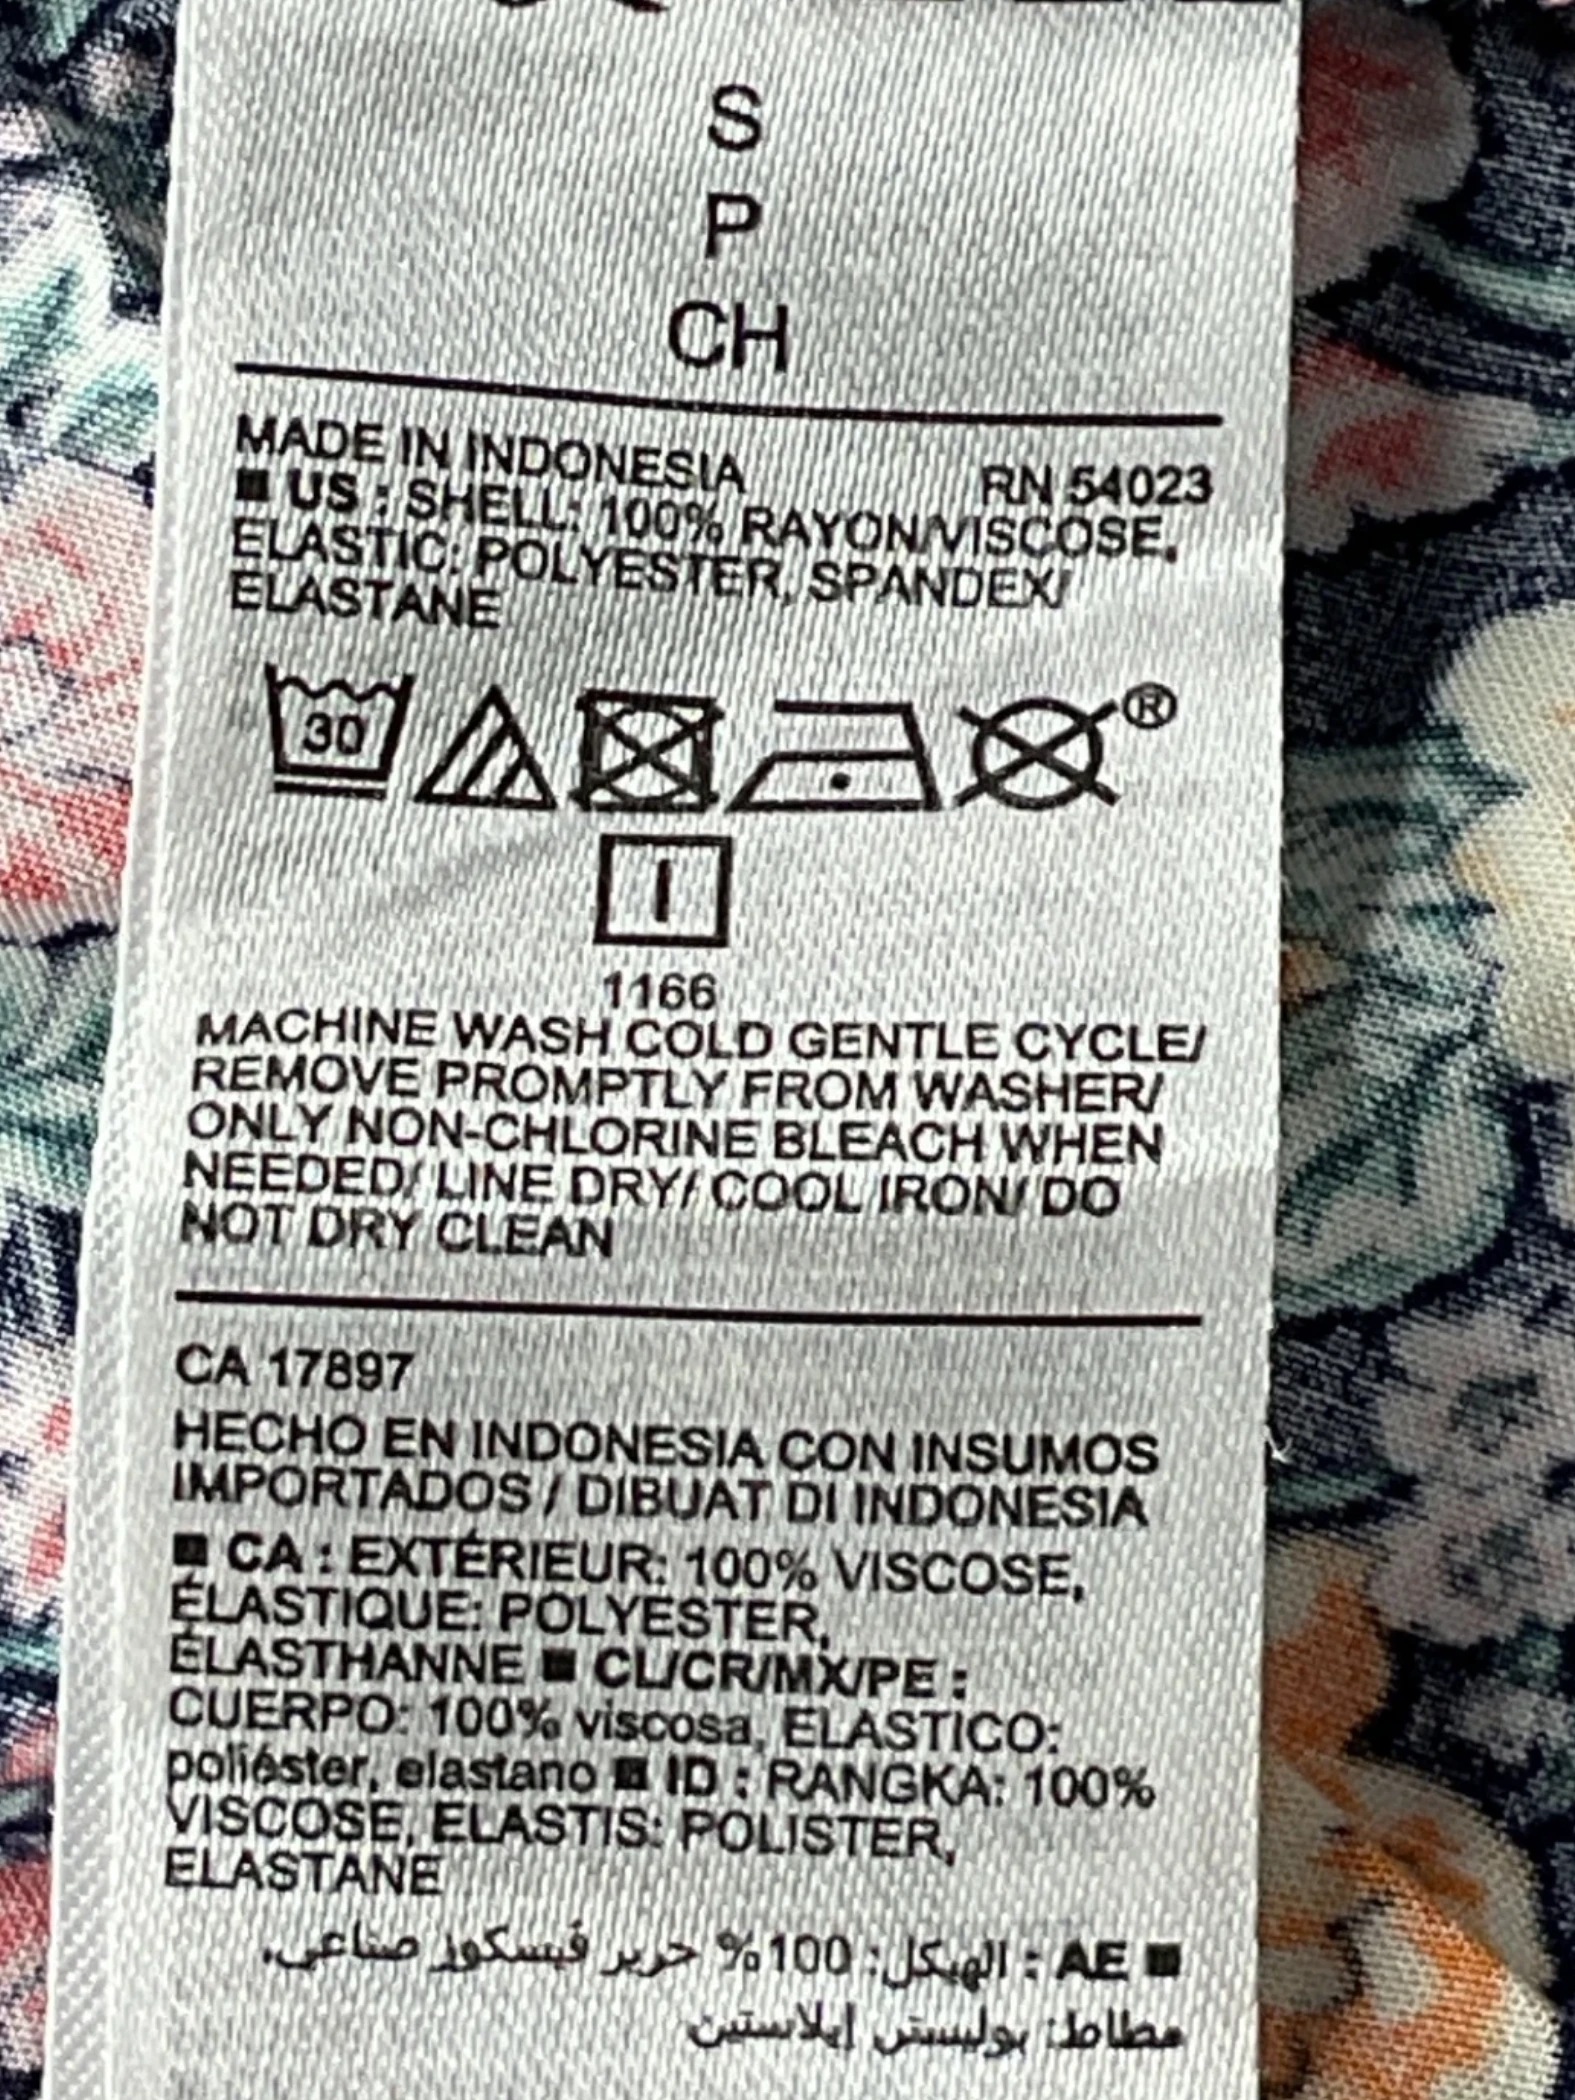 S
P
CH
MADE IN INDONESIA RN 54023
■ US : SHELL: 100% RAYON/VISCOSE,
ELASTIC: POLYESTER, SPANDEX/
ELASTANE
30
®
I
1166
MACHINE WASH COLD GENTLE CYCLE/
REMOVE PROMPTLY FROM WASHER/
ONLY NON-CHLORINE BLEACH WHEN
NEEDED/ LINE DRY/ COOL IRON/ DO
NOT DRY CLEAN
CA 17897
HECHO EN INDONESIA CON INSUMOS
IMPORTADOS / DIBUAT DI INDONESIA
■ CA : EXTÉRIEUR: 100% VISCOSE,
ÉLASTIQUE: POLYESTER,
ÉLASTHANNE ■ CL/CR/MX/PE :
CUERPO: 100% viscosa, ELASTICO:
poliéster, elastano ■ ID : RANGKA: 100%
VISCOSE, ELASTIS: POLISTER,
ELASTANE
■ AE : الهيكل: 100% حرير فيسكوز صناعي,
مطاط: بوليستر, إيلاستين